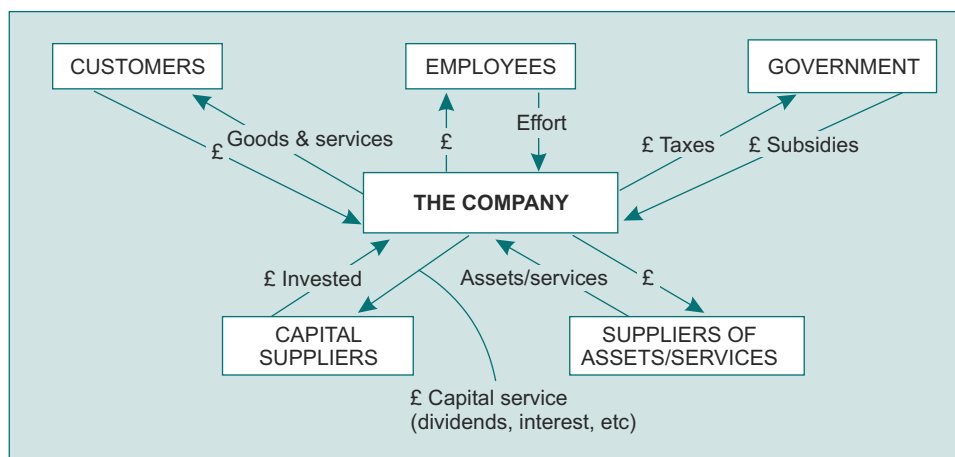 CUSTOMERS
EMPLOYEES
GOVERNMENT
Goods & services
£
£
Effort
£ Taxes
£ Subsidies
THE COMPANY
£ Invested
Assets/services
£
CAPITAL
SUPPLIERS
SUPPLIERS OF
ASSETS/SERVICES
£ Capital service
(dividends, interest, etc)